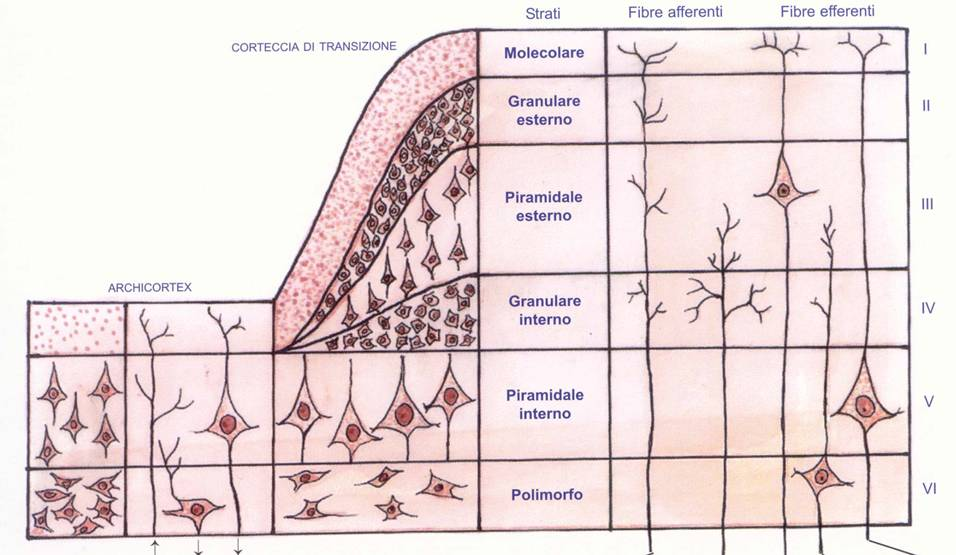 Strati
Fibre afferenti
Fibre efferenti
CORTECCIA DI TRANSIZIONE
Molecolare
I
Granulare
esterno
II
Piramidale
esterno
III
ARCHICORTEX
Granulare
interno
IV
Piramidale
interno
V
Polimorfo
VI